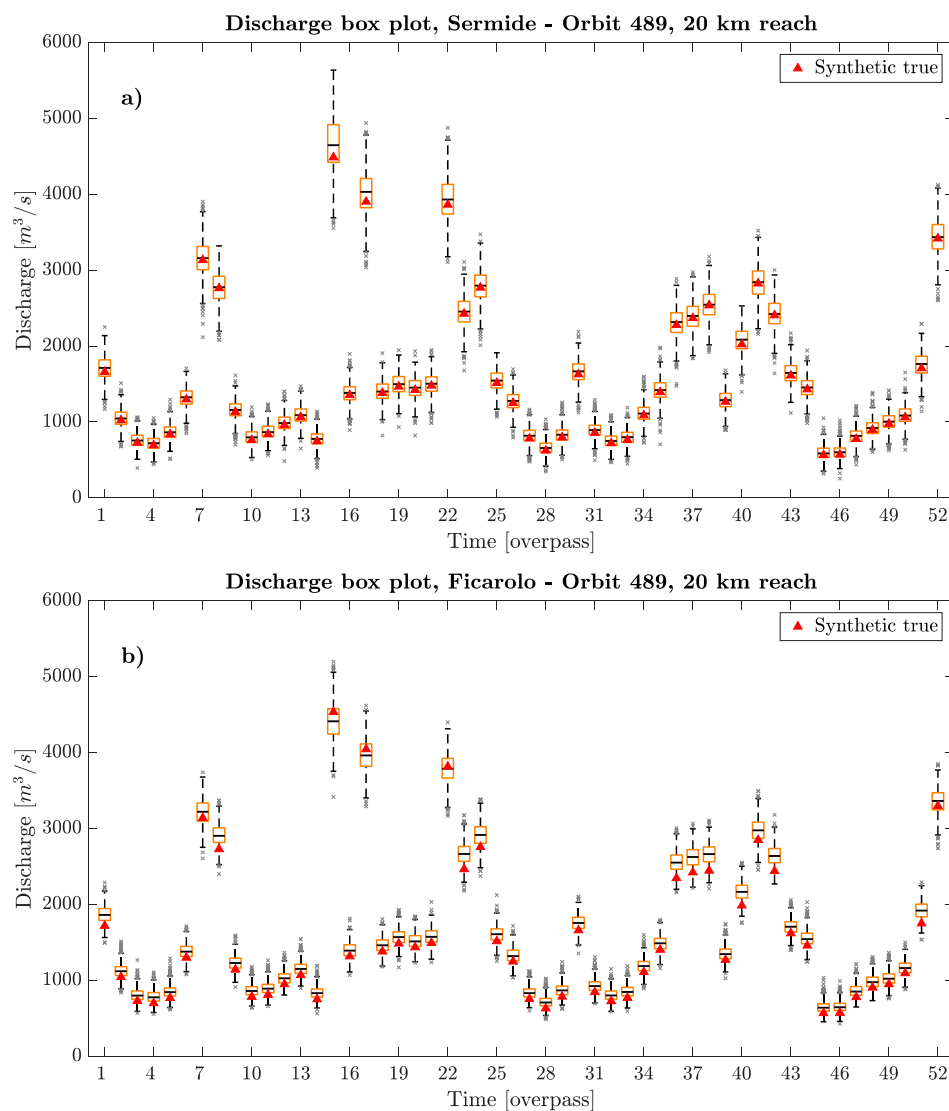 Discharge box plot, Sermide - Orbit 489, 20 km reach
6000
5000
4000
3000
2000
1000
0
Discharge [m³/s]
a)
Synthetic true
1 4 7 10 13 16 19 22 25 28 31 34 37 40 43 46 49 52
Time [overpass]
Discharge box plot, Ficarolo - Orbit 489, 20 km reach
6000
5000
4000
3000
2000
1000
0
Discharge [m³/s]
b)
Synthetic true
1 4 7 10 13 16 19 22 25 28 31 34 37 40 43 46 49 52
Time [overpass]